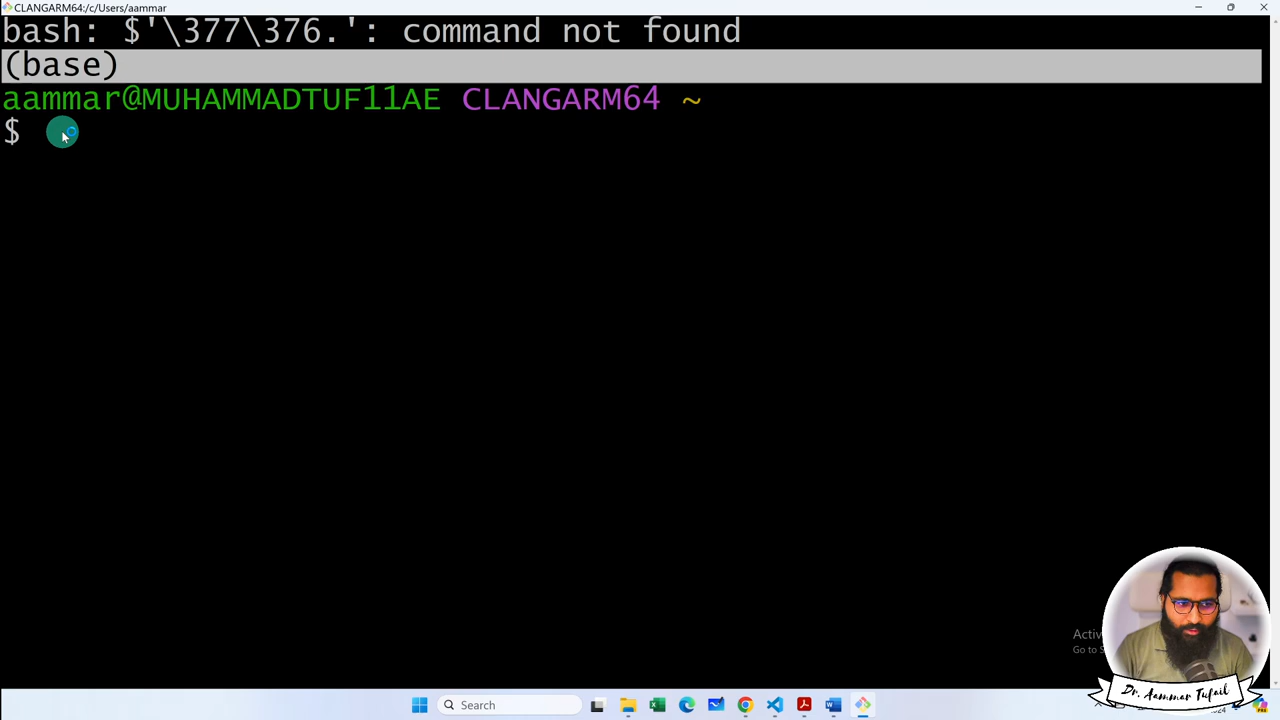 CLANGARM64:/c/Users/aammar
bash: $'\377\376.': command not found
(base)
aammar@MUHAMMADTUF11AE CLANGARM64 ~
$
Activ
Go to S
Dr. Aammar Tufail
Search